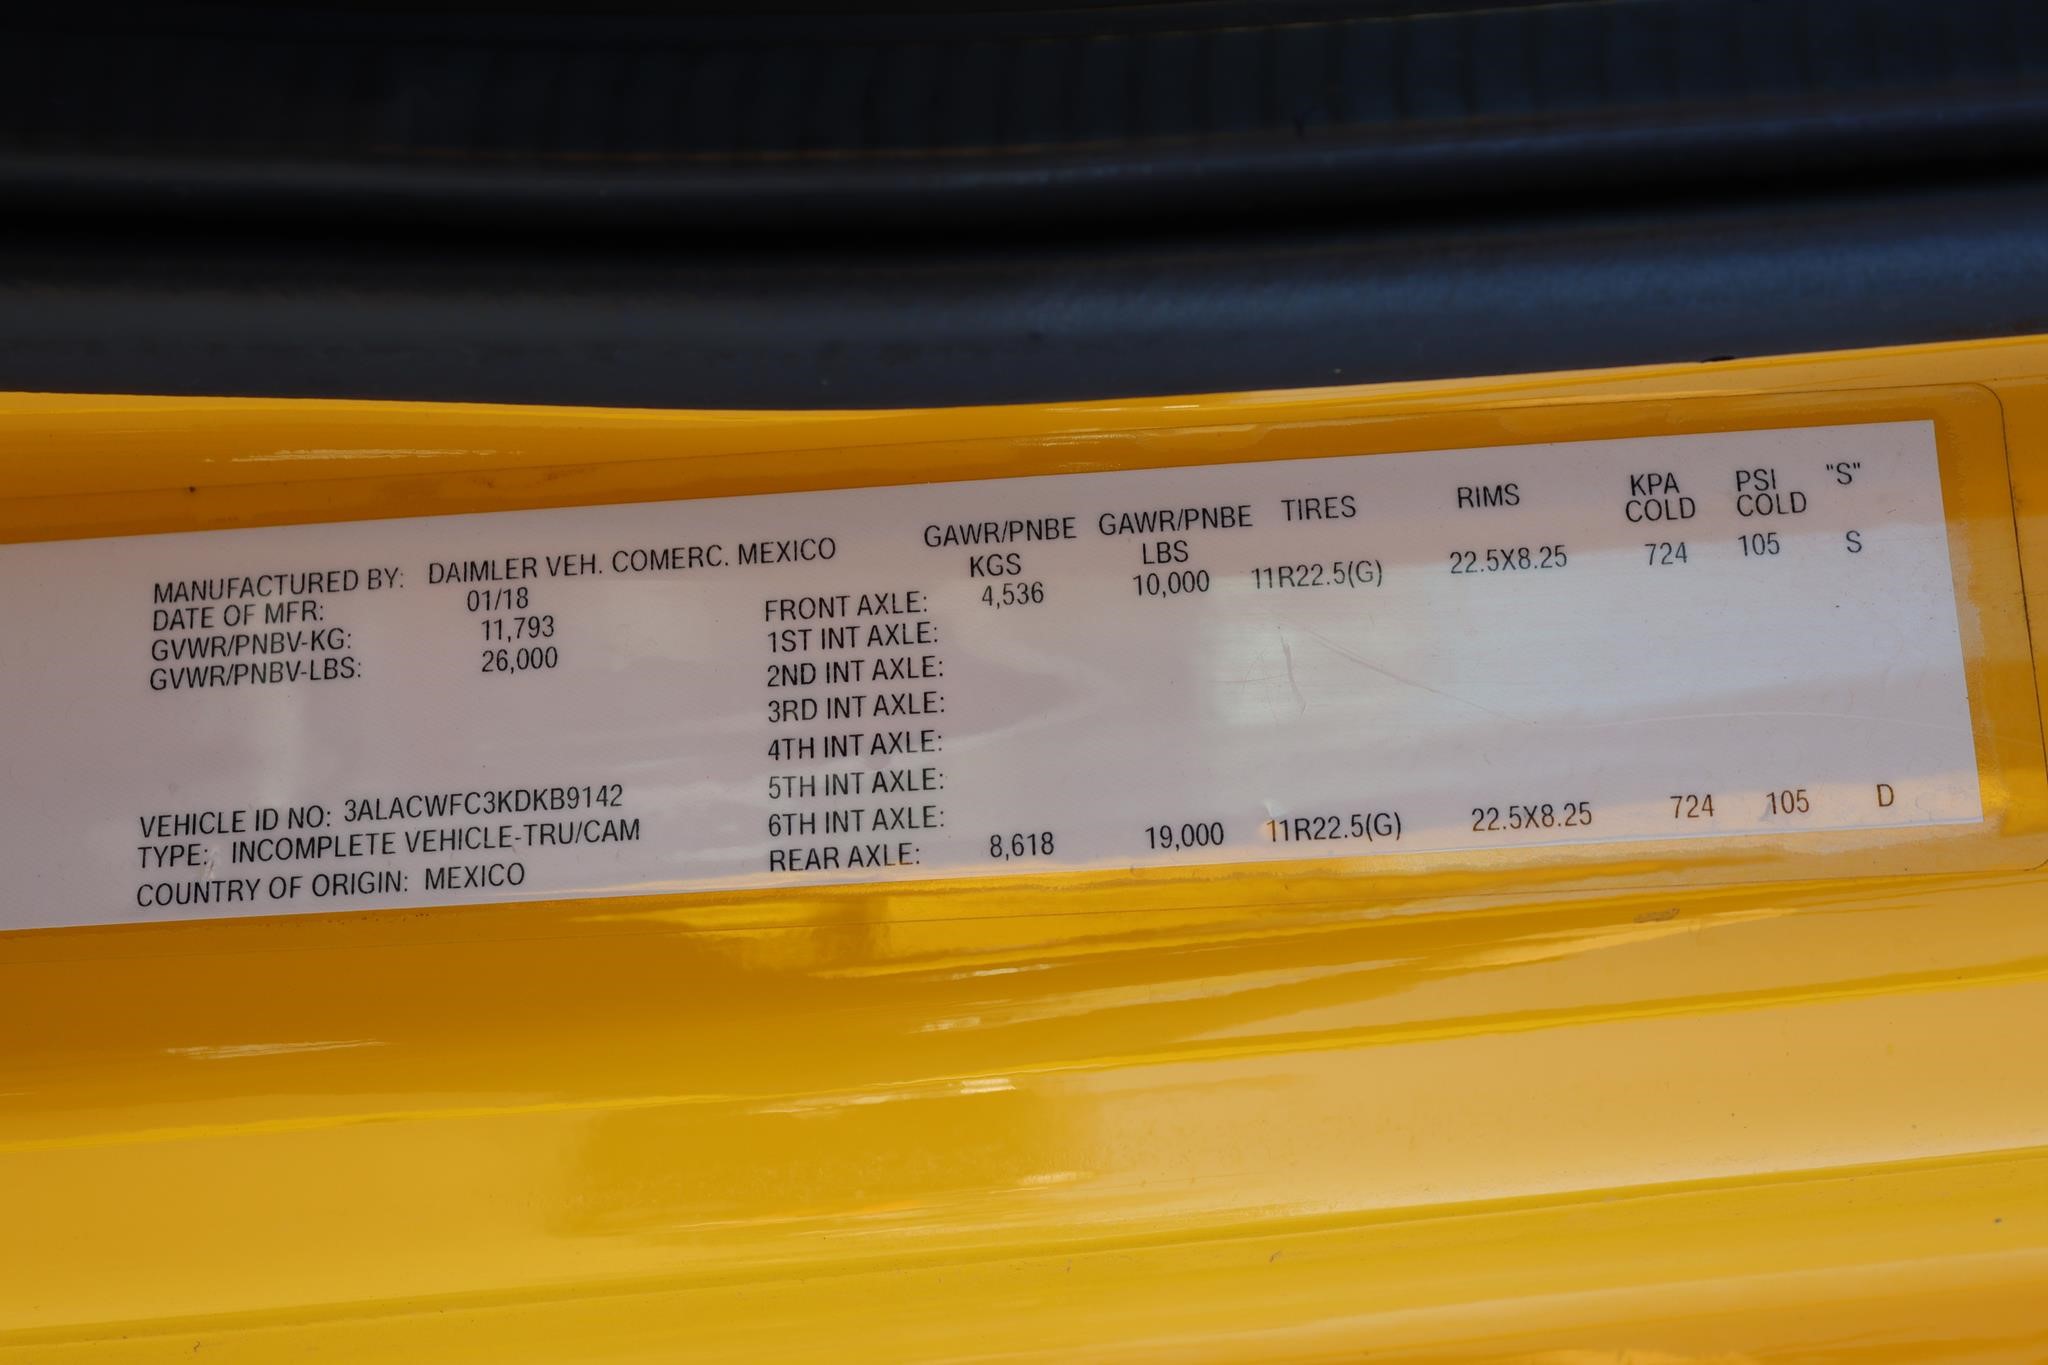 MANUFACTURED BY: DAIMLER VEH. COMERC. MEXICO
DATE OF MFR: 01/18
GVWR/PNBV-KG: 11,793
GVWR/PNBV-LBS: 26,000
VEHICLE ID NO: 3ALACWFC3KDKB9142
TYPE: INCOMPLETE VEHICLE-TRU/CAM
COUNTRY OF ORIGIN: MEXICO
GAWR/PNBE KGS GAWR/PNBE LBS TIRES RIMS KPA COLD PSI COLD "S"
FRONT AXLE: 4,536 10,000 11R22.5(G) 22.5X8.25 724 105 S
1ST INT AXLE:
2ND INT AXLE:
3RD INT AXLE:
4TH INT AXLE:
5TH INT AXLE:
6TH INT AXLE:
REAR AXLE: 8,618 19,000 11R22.5(G) 22.5X8.25 724 105 D